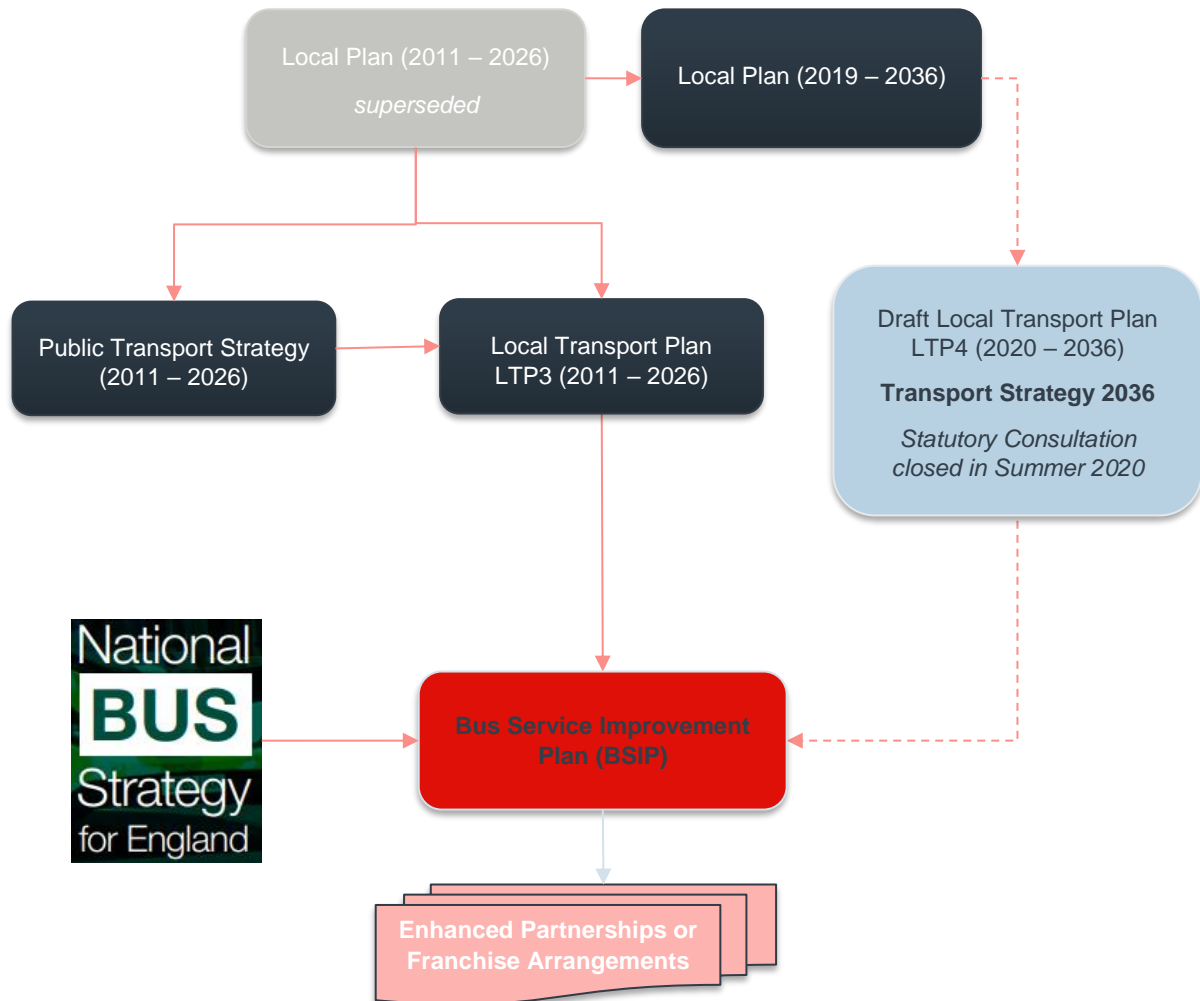 Local Plan (2011 – 2026)
superseded
Local Plan (2019 – 2036)
Public Transport Strategy
(2011 – 2026)
Local Transport Plan
LTP3 (2011 – 2026)
Draft Local Transport Plan
LTP4 (2020 – 2036)
Transport Strategy 2036
Statutory Consultation
closed in Summer 2020
National
BUS
Strategy
for England
Bus Service Improvement
Plan (BSIP)
Enhanced Partnerships or
Franchise Arrangements